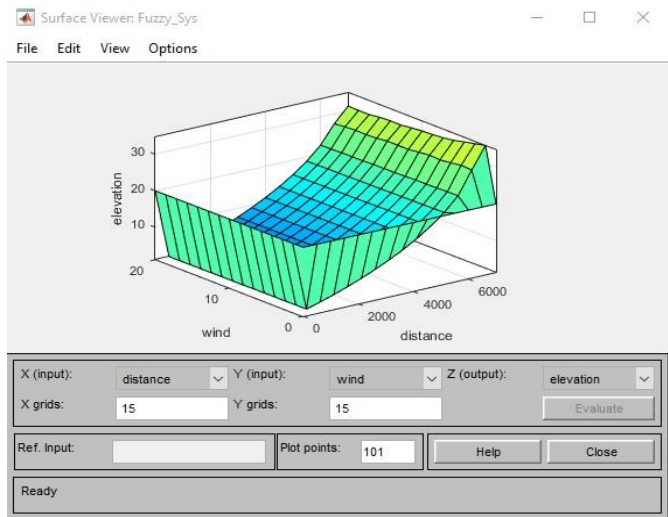 Surface Viewer: Fuzzy_Sys
File Edit View Options
30
20
10
elevation
20
10
0
wind
0
2000
4000
6000
distance
X (input): distance Y (input): wind Z (output): elevation
X grids: 15 Y grids: 15 Evaluate
Ref. Input: Plot points: 101 Help Close
Ready